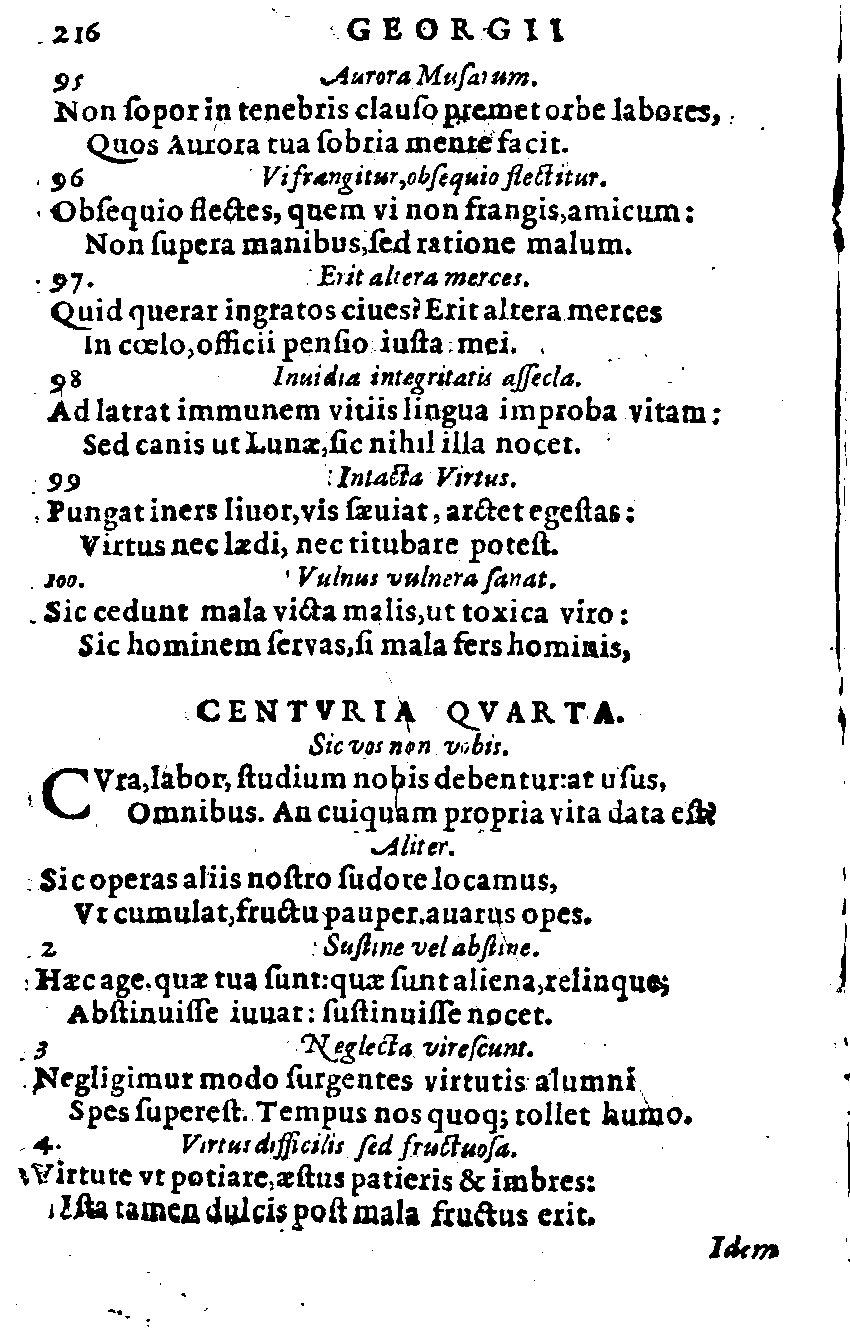 216 GEORGII
95 Aurora Muſarum.
Non ſopor in tenebris clauſo premet orbe labores,
Quos Aurora tua ſobria mente facit.
96 Vi frangitur, obſequio flectitur.
Obſequio flectes, quem vi non frangis, amicum:
Non ſupera manibus, ſed ratione malum.
97. Erit altera merces.
Quid querar ingratos ciues? Erit altera merces
In cœlo, officii penſio iuſta mei.
98 Inuidia integritatis aſſecla.
Ad latrat immunem vitiis lingua improba vitam:
Sed canis ut Lunæ, ſic nihil illa nocet.
99 Intacta Virtus.
Pungat iners liuor, vis ſæuiat, arctet egeſtas:
Virtus nec lædi, nec titubare poteſt.
100. Vulnus vulnera ſanat.
Sic cedunt mala victa malis, ut toxica viro:
Sic hominem ſervas, ſi mala fers hominis,
CENTVRIA QVARTA.
Sic vos non vobis.
CVra, labor, ſtudium nobis debentur: at uſus,
Omnibus. An cuiquam propria vita data eſt?
Aliter.
Sic operas aliis noſtro ſudore locamus,
Vt cumulat, fructu pauper. auarus opes.
2 Suſtine vel abſtine.
Hæc age. quæ tua ſunt: quæ ſunt aliena, relinque;
Abſtinuiſſe iuuat: ſuſtinuiſſe nocet.
3 Neglecta vireſcunt.
Negligimur modo ſurgentes virtutis alumni
Spes ſupereſt. Tempus nos quoq; tollet humo.
4. Virtus difficilis ſed fructuoſa.
Virtute vt potiare, æſtus patieris & imbres:
Iſta tamen dulcis poſt mala fructus erit.
Idem